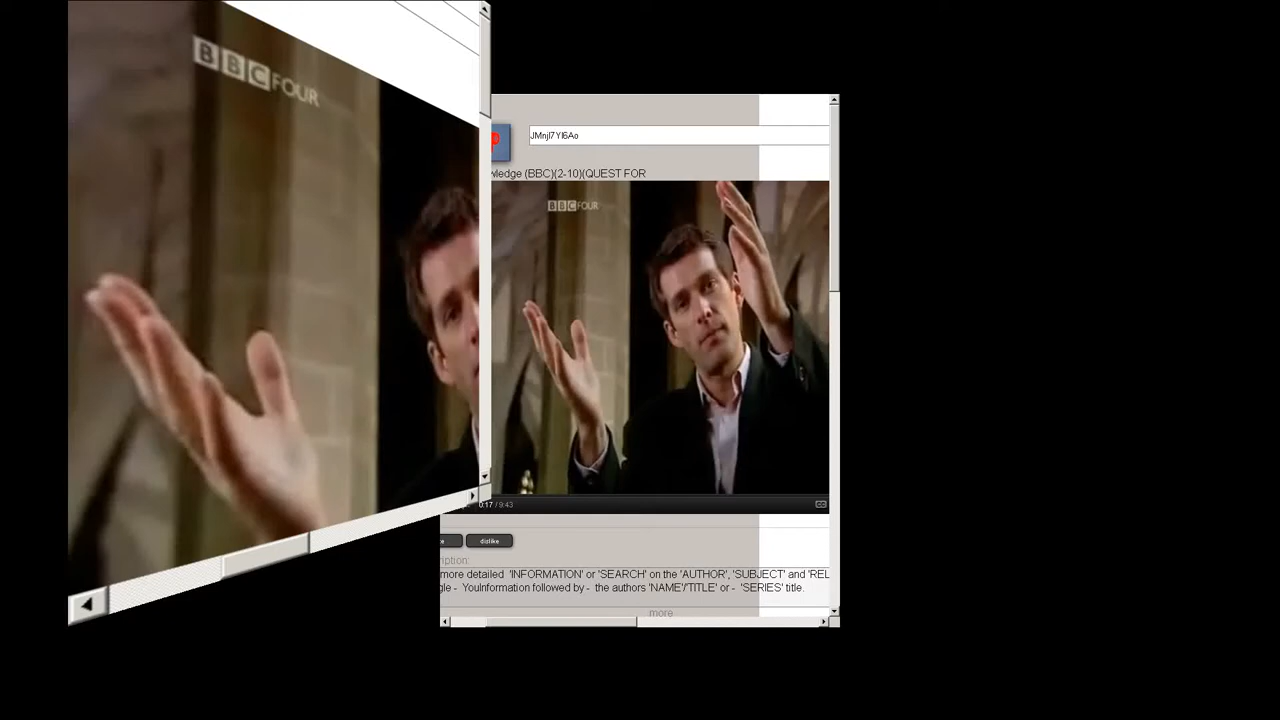 BBC FOUR
wledge (BBC)(2-10)(QUEST FOR
BBC FOUR
0:17 / 9:43
dislike
ription:
more detailed 'INFORMATION' or 'SEARCH' on the 'AUTHOR', 'SUBJECT' and 'REL
gle - YouInformation followed by - the authors 'NAME'/'TITLE' or - 'SERIES' title.
more